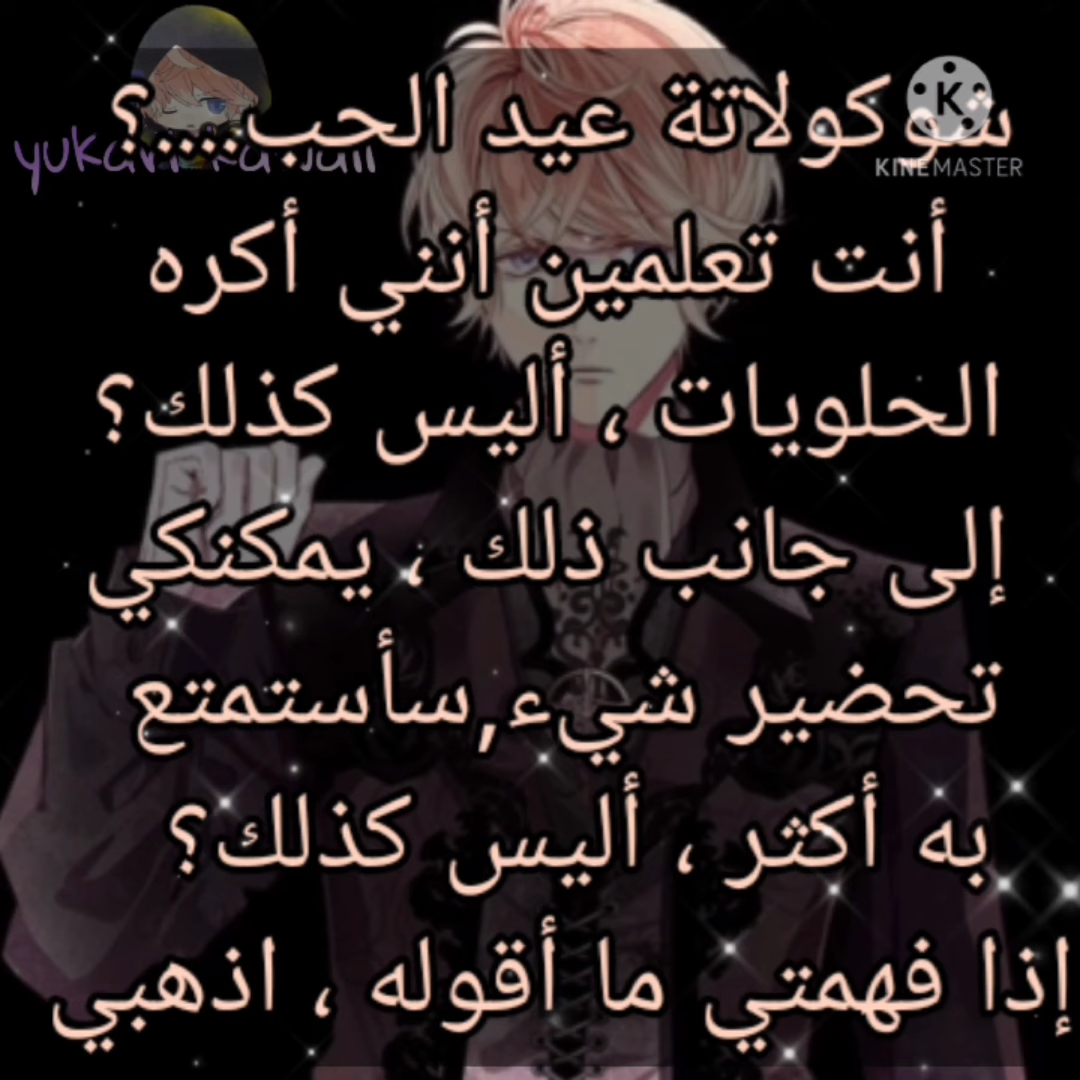 شوكولاتة عيد الحب....؟
أنت تعلمين أنني أكره
الحلويات ، أليس كذلك؟
إلى جانب ذلك ، يمكنكي
تحضير شيء,سأستمتع
به أكثر ، أليس كذلك؟
إذا فهمتي ما أقوله ، اذهبي
K
KINEMASTER